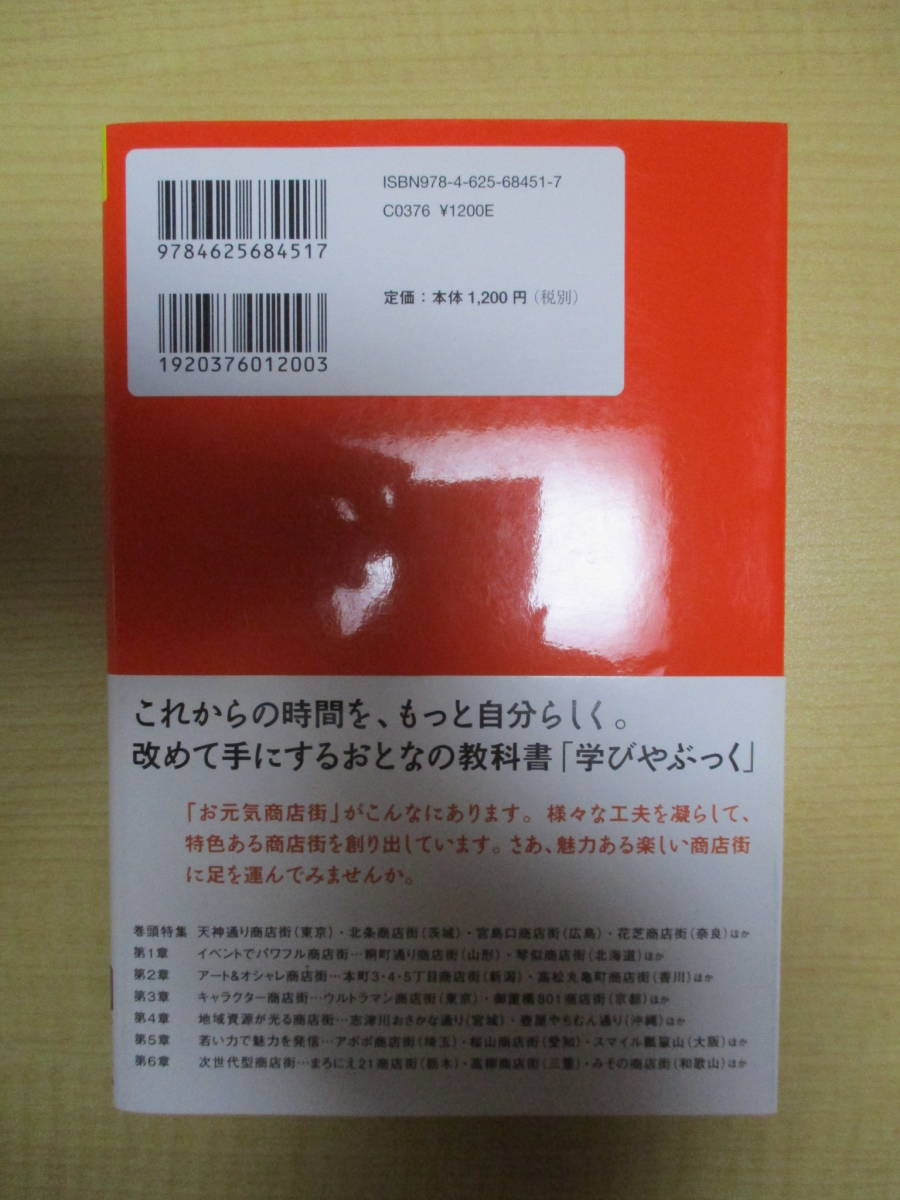 ISBN978-4-625-68451-7
C0376 ¥1200E
9784625684517
定価：本体1,200円（税別）
1920376012003
これからの時間を、もっと自分らしく。
改めて手にするおとなの教科書「学びやぶっく」
「お元気商店街」がこんなにあります。様々な工夫を凝らして、
特色ある商店街を創り出しています。さあ、魅力ある楽しい商店街
に足を運んでみませんか。
巻頭特集 天神通り商店街（東京）・北条商店街（茨城）・宮島口商店街（広島）・花芝商店街（奈良）ほか
第1章 イベントでパワフル商店街…桐町通り商店街（山形）・琴似商店街（北海道）ほか
第2章 アート&オシャレ商店街…本町3・4・5丁目商店街（新潟）・高松丸亀町商店街（香川）ほか
第3章 キャラクター商店街…ウルトラマン商店街（東京）・御薗橋801商店街（京都）ほか
第4章 地域資源が光る商店街…志津川おさかな通り（宮城）・壺屋やちむん通り（沖縄）ほか
第5章 若い力で魅力を発信…アポポ商店街（埼玉）・桜山商店街（愛知）・スマイル瓢箪山（大阪）ほか
第6章 次世代型商店街…まろにえ21商店街（栃木）・高柳商店街（三重）・みその商店街（和歌山）ほか